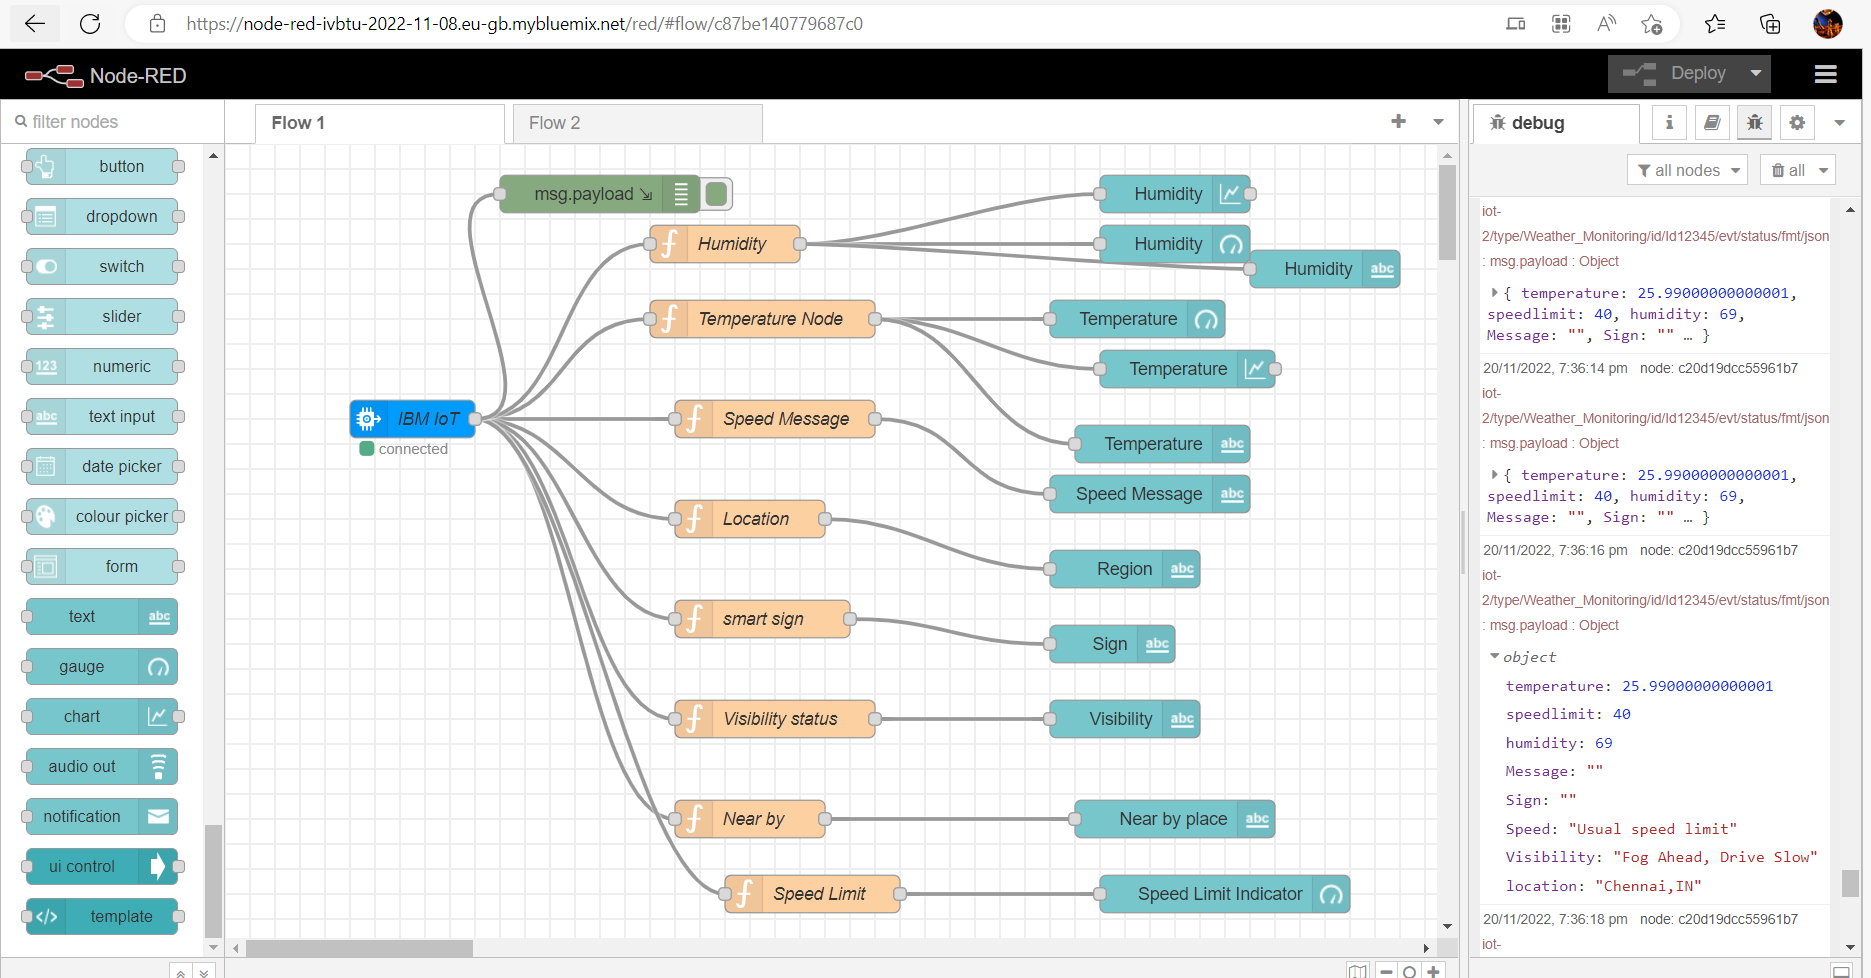 https://node-red-ivbtu-2022-11-08.eu-gb.mybluemix.net/red/#flow/c87be140779687c0
Node-RED
Deploy
filter nodes
Flow 1
Flow 2
debug
all nodes
all
button
dropdown
switch
slider
123 numeric
abc text input
date picker
colour picker
form
text abc
gauge
chart
audio out
notification
ui control
</> template
msg.payload
Humidity
Humidity
Humidity
Humidity abc
Temperature Node
Temperature
Temperature
IBM IoT
connected
Speed Message
Temperature abc
Speed Message abc
Location
Region abc
smart sign
Sign abc
Visibility status
Visibility abc
Near by
Near by place abc
Speed Limit
Speed Limit Indicator
iot-
2/type/Weather_Monitoring/id/Id12345/evt/status/fmt/json
: msg.payload : Object
{ temperature: 25.99000000000001,
speedlimit: 40, humidity: 69,
Message: "", Sign: "" … }
20/11/2022, 7:36:14 pm node: c20d19dcc55961b7
iot-
2/type/Weather_Monitoring/id/Id12345/evt/status/fmt/json
: msg.payload : Object
{ temperature: 25.99000000000001,
speedlimit: 40, humidity: 69,
Message: "", Sign: "" … }
20/11/2022, 7:36:16 pm node: c20d19dcc55961b7
iot-
2/type/Weather_Monitoring/id/Id12345/evt/status/fmt/json
: msg.payload : Object
object
temperature: 25.99000000000001
speedlimit: 40
humidity: 69
Message: ""
Sign: ""
Speed: "Usual speed limit"
Visibility: "Fog Ahead, Drive Slow"
location: "Chennai,IN"
20/11/2022, 7:36:18 pm node: c20d19dcc55961b7
iot-